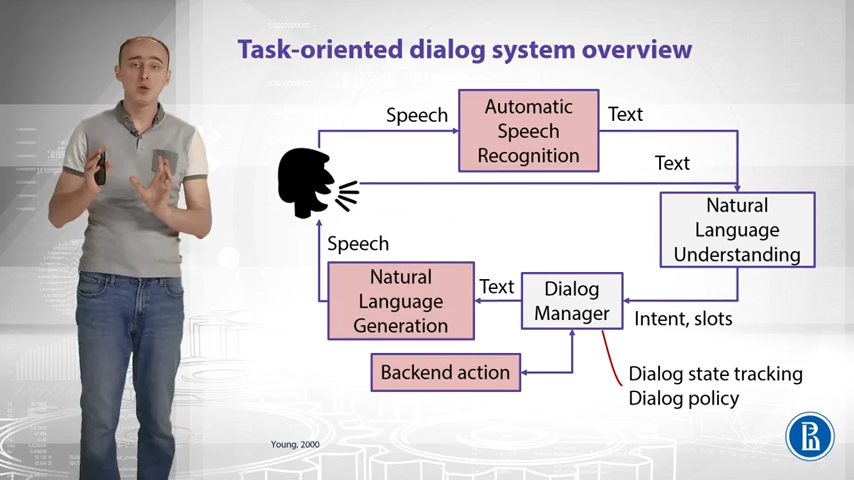 Task-oriented dialog system overview
Speech
Automatic
Speech
Recognition
Text
Text
Natural
Language
Understanding
Speech
Natural
Language
Generation
Text
Dialog
Manager
Intent, slots
Backend action
Dialog state tracking
Dialog policy
Young, 2000